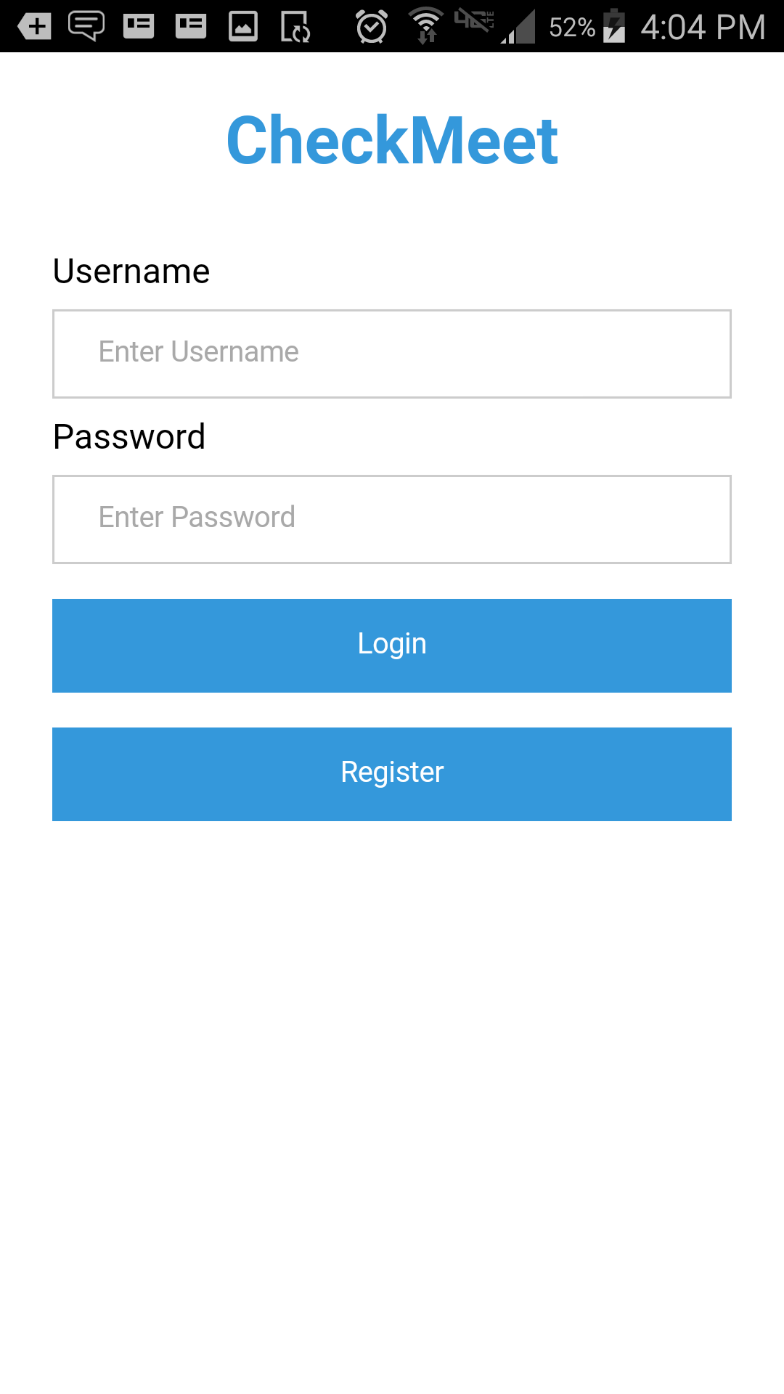 52% 4:04 PM
CheckMeet
Username
Enter Username
Password
Enter Password
Login
Register